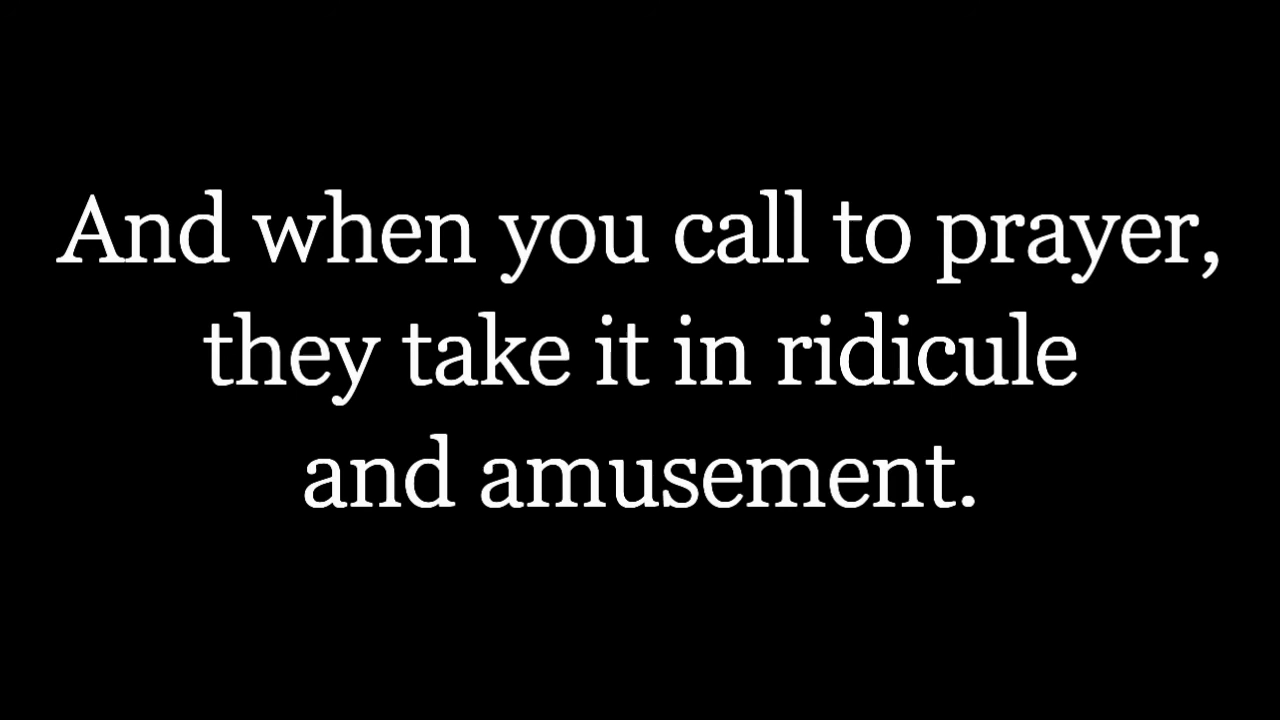 And when you call to prayer,
they take it in ridicule
and amusement.